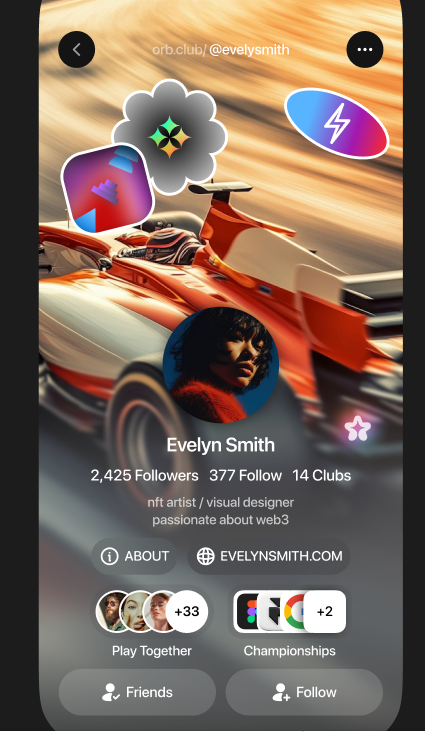 orb.club/ @evelysmith
Evelyn Smith
2,425 Followers 377 Follow 14 Clubs
nft artist / visual designer
passionate about web3
ABOUT EVELYNSMITH.COM
+33 +2
Play Together Championships
Friends Follow